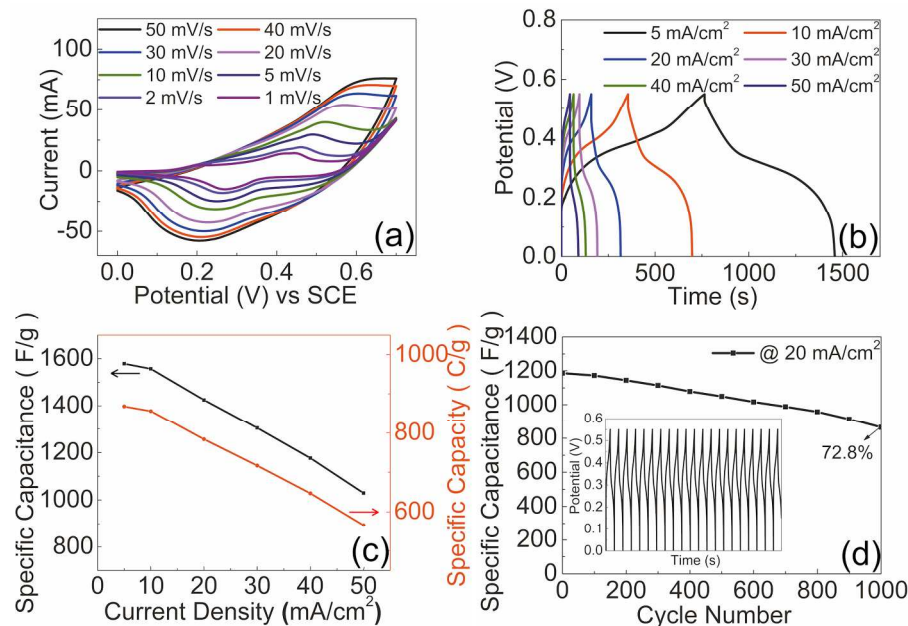 (a)
50 mV/s 40 mV/s
30 mV/s 20 mV/s
10 mV/s 5 mV/s
2 mV/s 1 mV/s
Current (mA)
100
50
0
-50
0.0 0.2 0.4 0.6
Potential (V) vs SCE
(b)
5 mA/cm² 10 mA/cm²
20 mA/cm² 30 mA/cm²
40 mA/cm² 50 mA/cm²
Potential (V)
0.8
0.6
0.4
0.2
0.0
0 500 1000 1500
Time (s)
(c)
Specific Capacitance ( F/g )
1600
1400
1200
1000
800
Specific Capacity ( C/g )
1000
800
600
0 10 20 30 40 50
Current Density (mA/cm²)
(d)
@ 20 mA/cm²
Specific Capacitance ( F/g )
1400
1200
1000
800
600
400
200
0
72.8%
Potential (V)
0.6
0.5
0.4
0.3
0.2
0.1
0.0
Time (s)
0 200 400 600 800 1000
Cycle Number